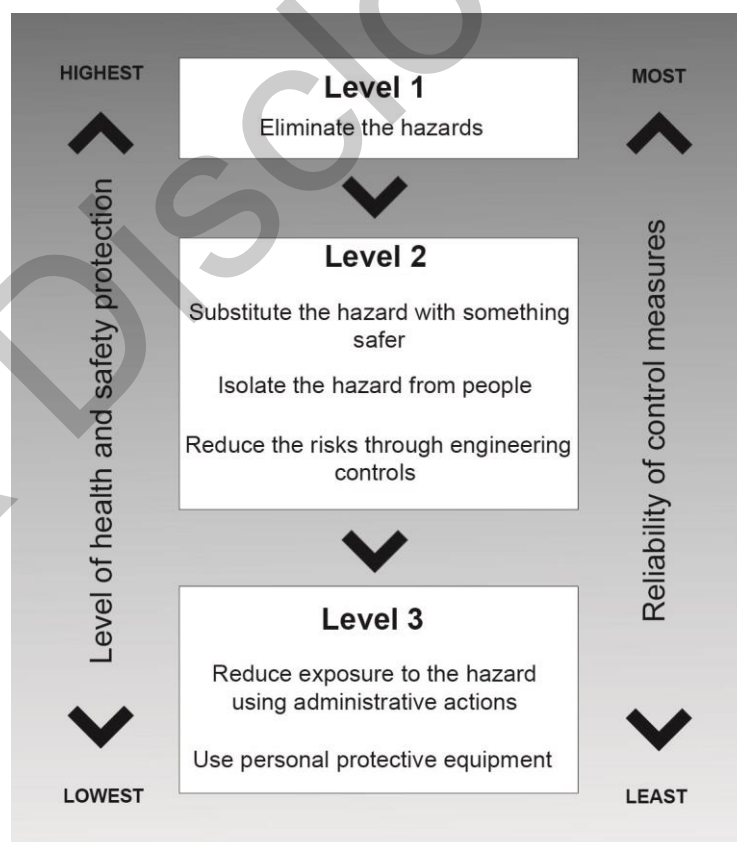 HIGHEST
MOST
Level 1
Eliminate the hazards
Level of health and safety protection
Reliability of control measures
Level 2
Substitute the hazard with something
safer
Isolate the hazard from people
Reduce the risks through engineering
controls
Level 3
Reduce exposure to the hazard
using administrative actions
Use personal protective equipment
LOWEST
LEAST
Disclo